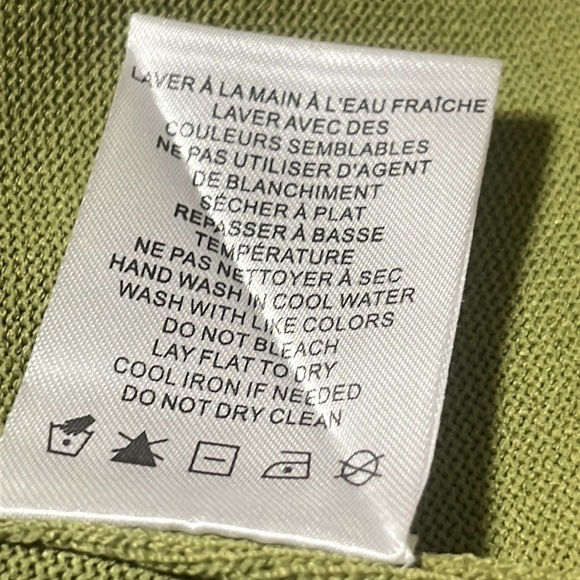 LAVER À LA MAIN À L'EAU FRAÎCHE
LAVER AVEC DES
COULEURS SEMBLABLES
NE PAS UTILISER D'AGENT
DE BLANCHIMENT
SÉCHER À PLAT
REPASSER À BASSE
TEMPÉRATURE
NE PAS NETTOYER À SEC
HAND WASH IN COOL WATER
WASH WITH LIKE COLORS
DO NOT BLEACH
LAY FLAT TO DRY
COOL IRON IF NEEDED
DO NOT DRY CLEAN